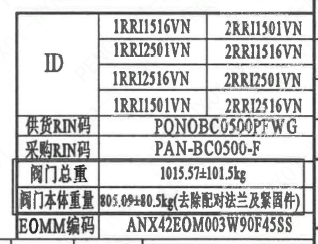 ID
1RRI1516VN 2RRI1501VN
1RRI2501VN 2RRI1516VN
1RRI2516VN 2RRI2501VN
1RRI1501VN 2RRI2516VN
供货RIN码 PQNOBC0500PFWG
采购RIN码 PAN-BC0500-F
阀门总重 1015.57±101.5kg
阀门本体重量 805.09±80.5kg(去除配对法兰及紧固件)
EOMM编码 ANX42EOM003W90F45SS